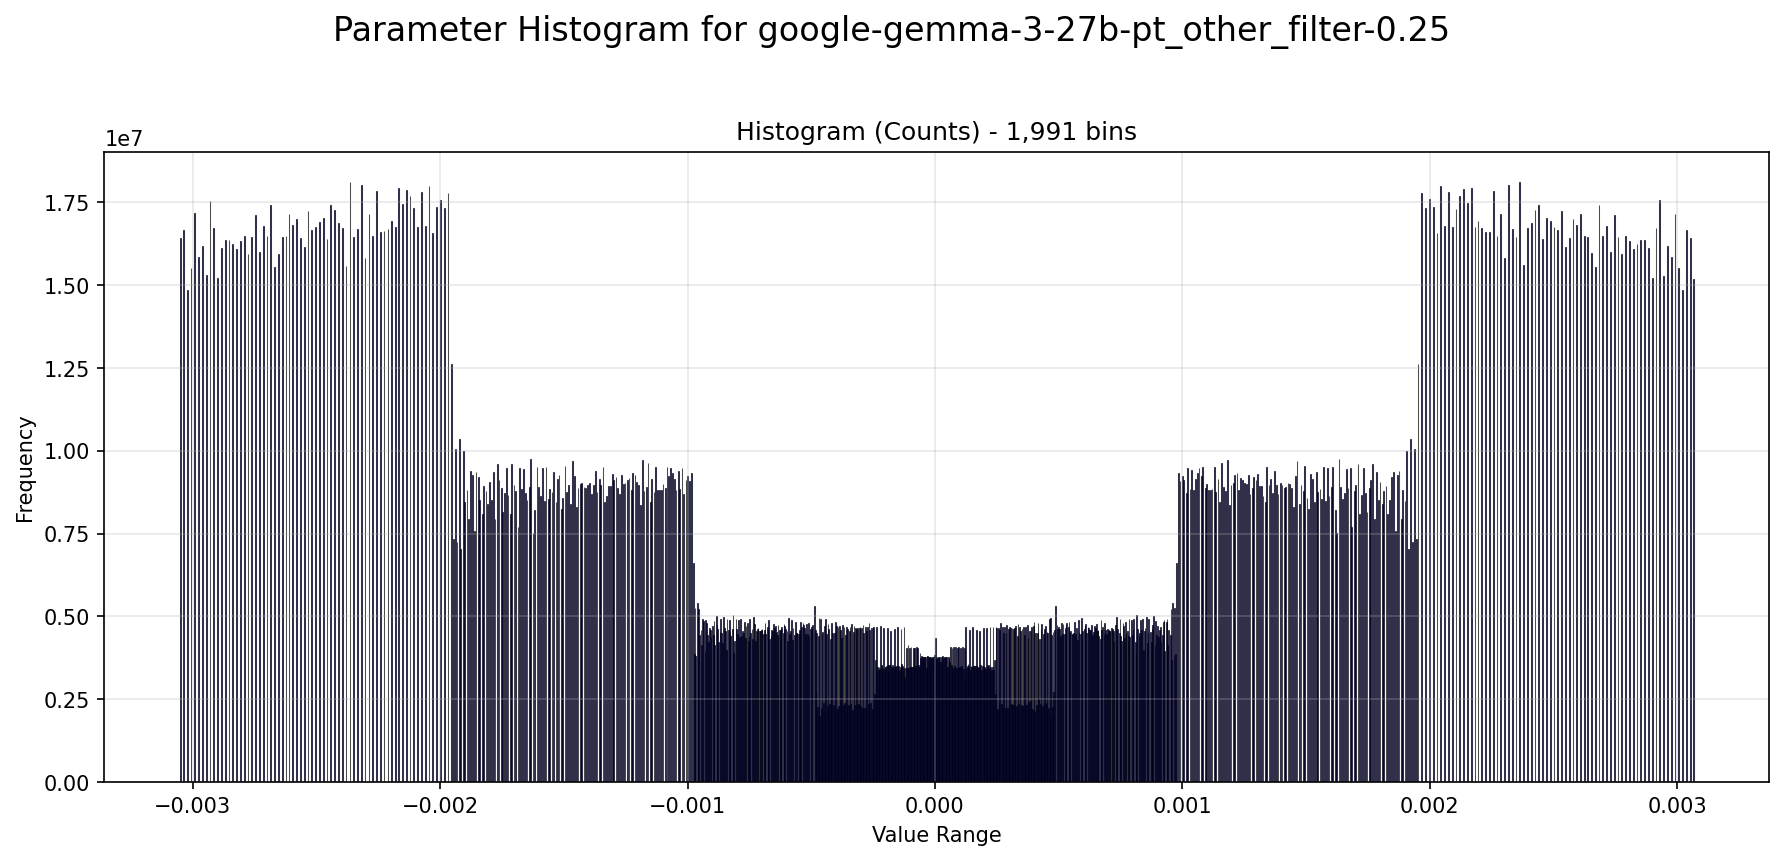 Parameter Histogram for google-gemma-3-27b-pt_other_filter-0.25
Histogram (Counts) - 1,991 bins
1e7
1.75
1.50
1.25
1.00
0.75
0.50
0.25
0.00
Frequency
−0.003 −0.002 −0.001 0.000 0.001 0.002 0.003
Value Range